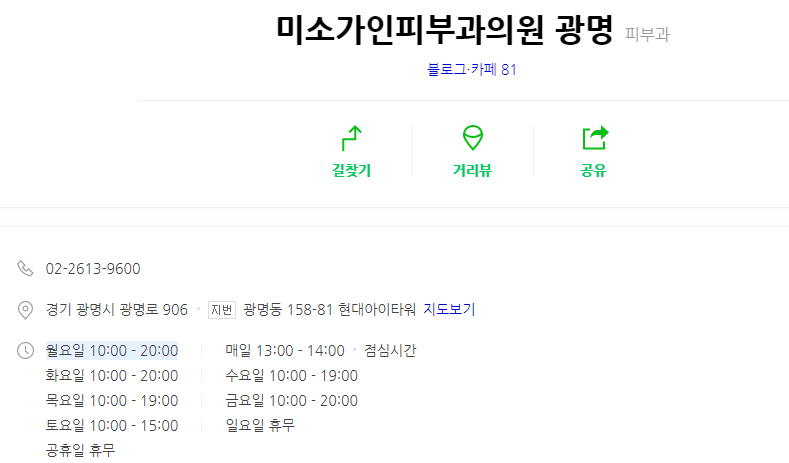 미소가인피부과의원 광명 피부과
블로그·카페 81
길찾기 거리뷰 공유
02-2613-9600
경기 광명시 광명로 906 지번 광명동 158-81 현대아이타워 지도보기
월요일 10:00 - 20:00 매일 13:00 - 14:00 점심시간
화요일 10:00 - 20:00 수요일 10:00 - 19:00
목요일 10:00 - 19:00 금요일 10:00 - 20:00
토요일 10:00 - 15:00 일요일 휴무
공휴일 휴무